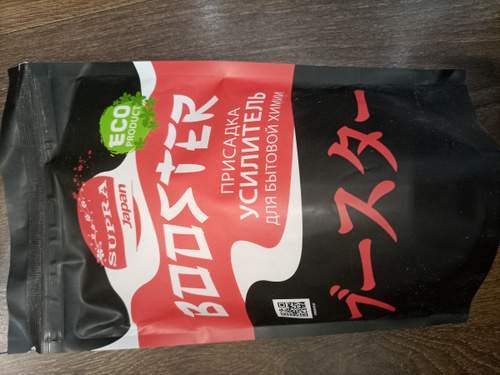 ECO
PRODUCT
SUPRA
Japan
BOOSTER
ПРИСАДКА
УСИЛИТЕЛЬ
ДЛЯ БЫТОВОЙ ХИМИИ
ブースター